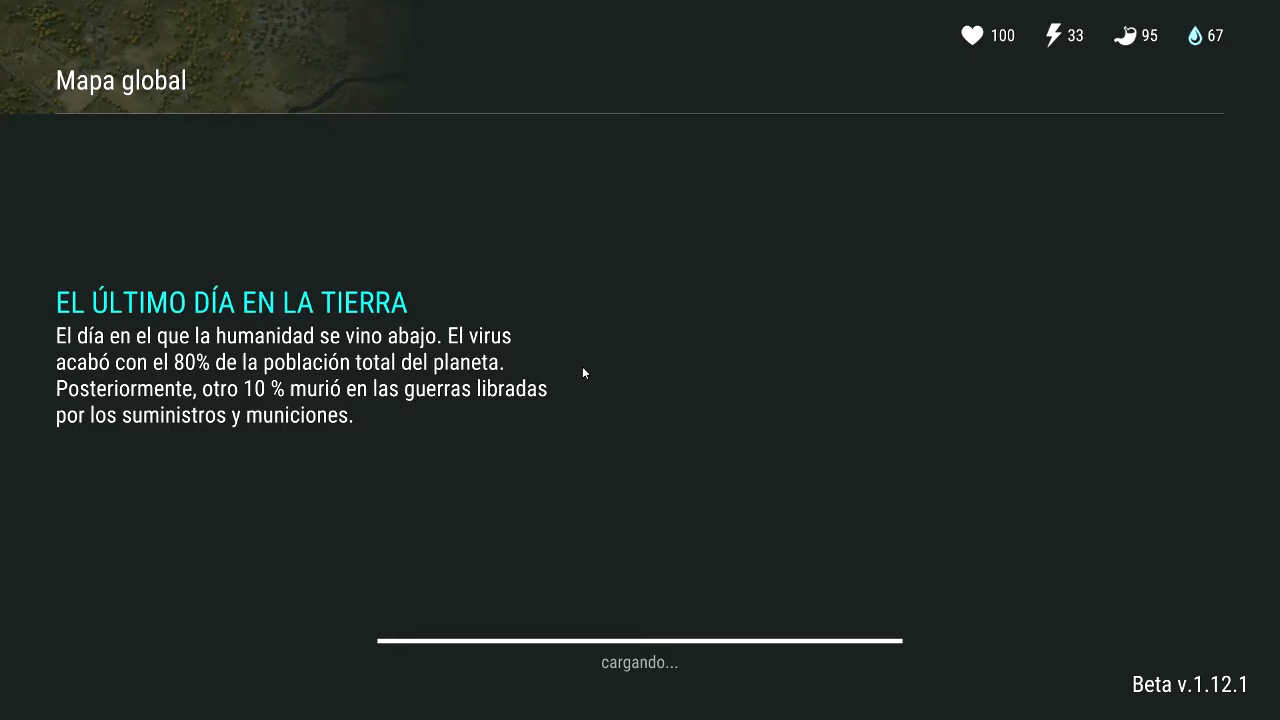 100 33 95 67
Mapa global
EL ÚLTIMO DÍA EN LA TIERRA
El día en el que la humanidad se vino abajo. El virus
acabó con el 80% de la población total del planeta.
Posteriormente, otro 10 % murió en las guerras libradas
por los suministros y municiones.
cargando...
Beta v.1.12.1